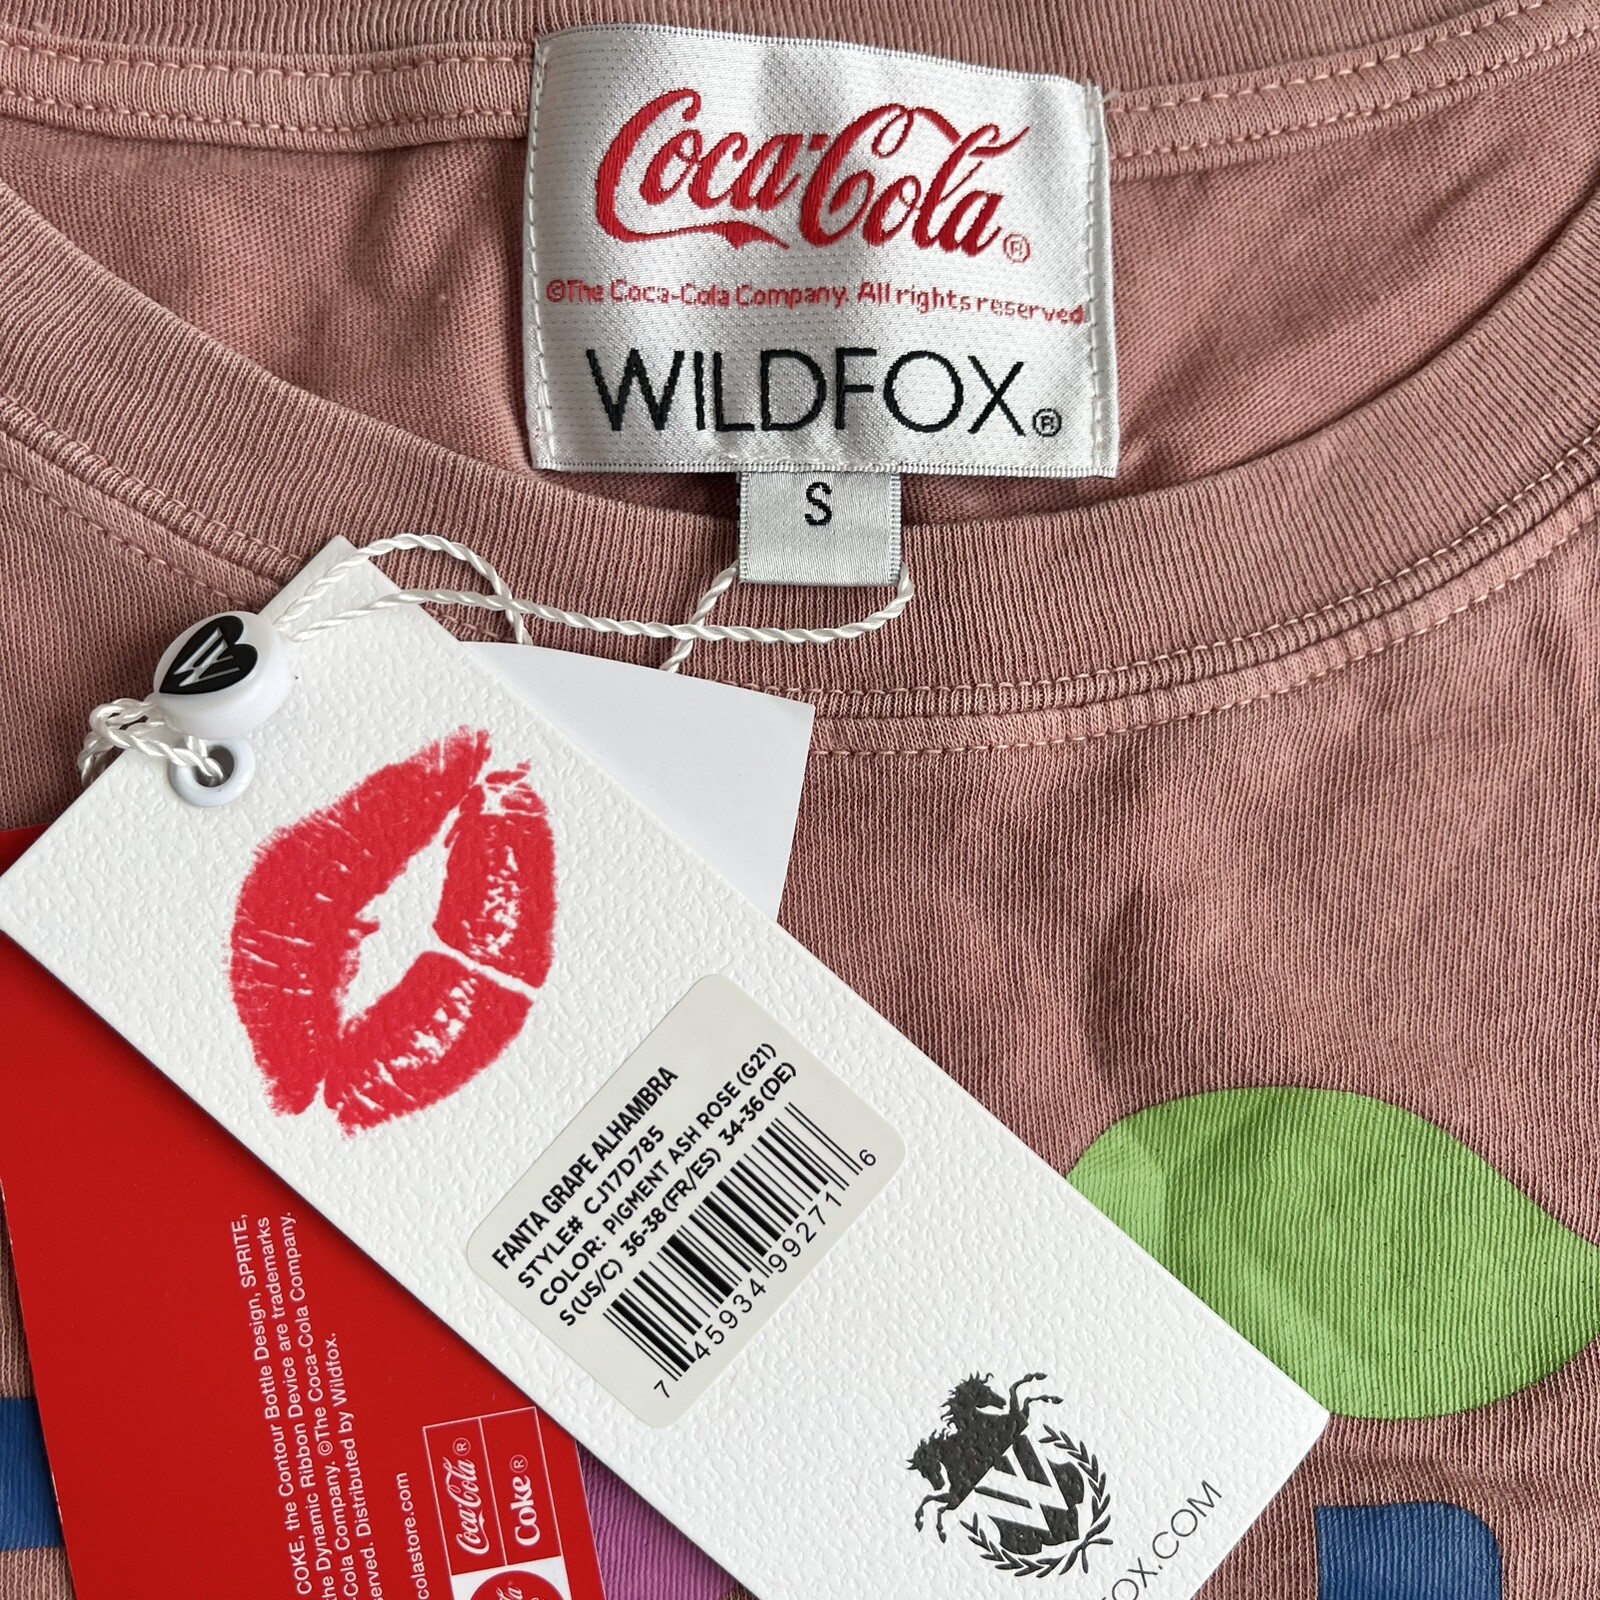 Coca-Cola®
©The Coca-Cola Company. All rights reserved.
WILDFOX®
S
FANTA GRAPE ALHAMBRA
STYLE# CJ17D785
COLOR: PIGMENT ASH ROSE (G21)
S(US/C) 36-38(FR/ES) 34-36(DE)
7 45934 99271 6
FOX.COM
COKE, the Contour Bottle Design, SPRITE,
the Dynamic Ribbon Device are trademarks
Cola Company. ©The Coca-Cola Company.
served. Distributed by Wildfox.
colastore.com
Coca-Cola®
Coke®